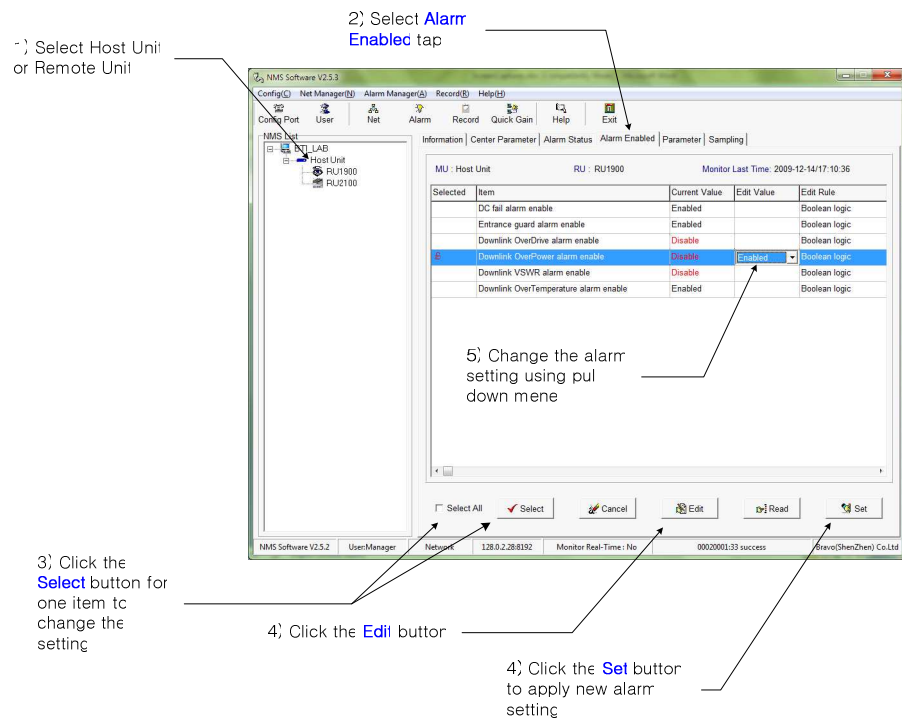 2) Select Alarm
Enabled tap
1) Select Host Unit
or Remote Unit
NMS Software V2.5.3
Config(C) Net Manager(N) Alarm Manager(A) Record(R) Help(H)
Config Port User Net Alarm Record Quick Gain Help Exit
NMS List
BTI_LAB
Host Unit
RU1900
RU2100
Information Center Parameter Alarm Status Alarm Enabled Parameter Sampling
MU : Host Unit RU : RU1900 Monitor Last Time: 2009-12-14/17:10:36
Selected Item Current Value Edit Value Edit Rule
DC fail alarm enable Enabled Boolean logic
Entrance guard alarm enable Enabled Boolean logic
Downlink OverDrive alarm enable Disable Boolean logic
Downlink OverPower alarm enable Disable Enabled Boolean logic
Downlink VSWR alarm enable Disable Boolean logic
Downlink OverTemperature alarm enable Enabled Boolean logic
5) Change the alarm
setting using pul
down mene
Select All Select Cancel Edit Read Set
NMS Software V2.5.2 User:Manager Network 128.0.2.28:8192 Monitor Real-Time : No 00020001:33 success Bravo(ShenZhen) Co.Ltd
3) Click the
Select button for
one item to
change the
setting
4) Click the Edit button
4) Click the Set button
to apply new alarm
setting